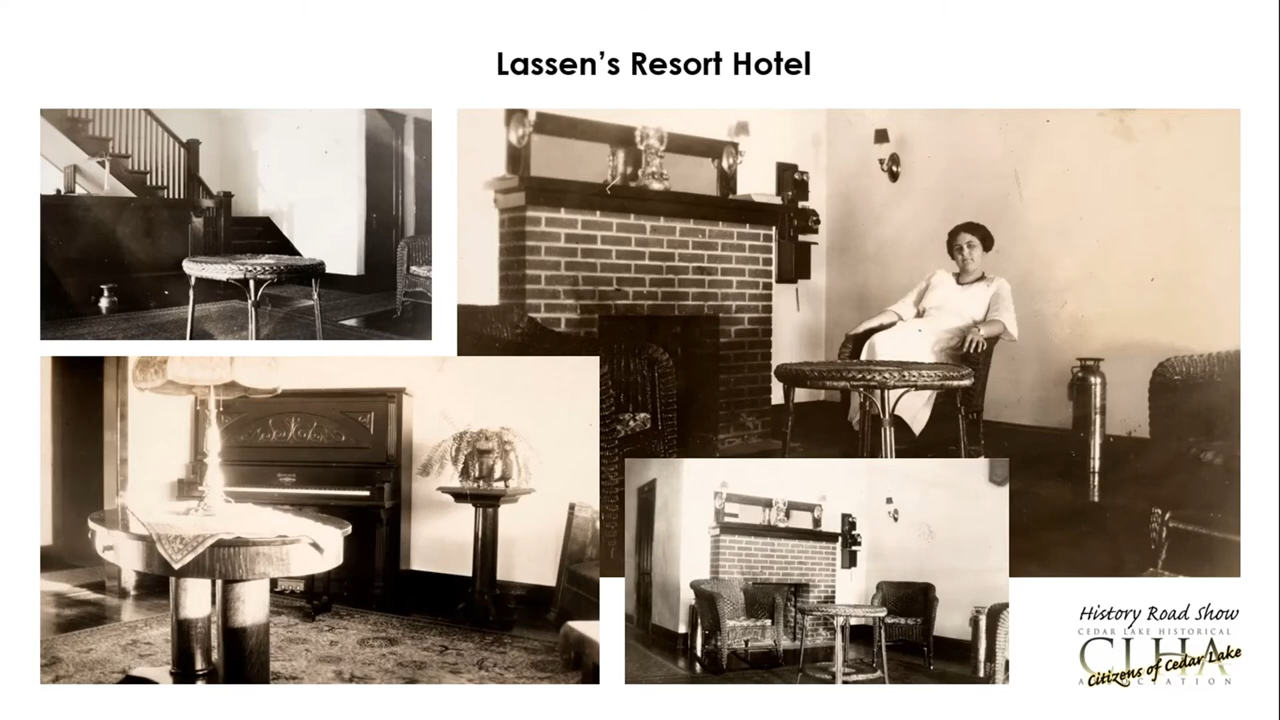 Lassen's Resort Hotel
History Road Show
CEDAR LAKE HISTORICAL
CLHA
Citizens of Cedar Lake
ASSOCIATION